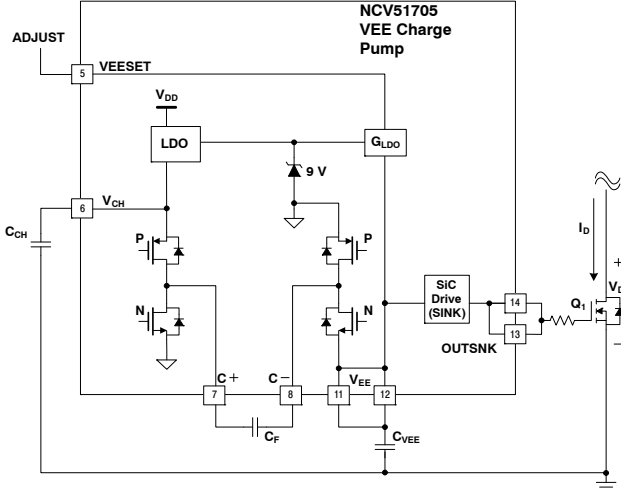 NCV51705
VEE Charge
Pump
ADJUST
5
VEESET
VDD
LDO
GLDO
9 V
6
VCH
CCH
P
P
N
N
ID
+
VD
SiC
Drive
(SINK)
14
13
Q1
OUTSNK
−
C+
C−
VEE
7
8
11
12
CF
CVEE